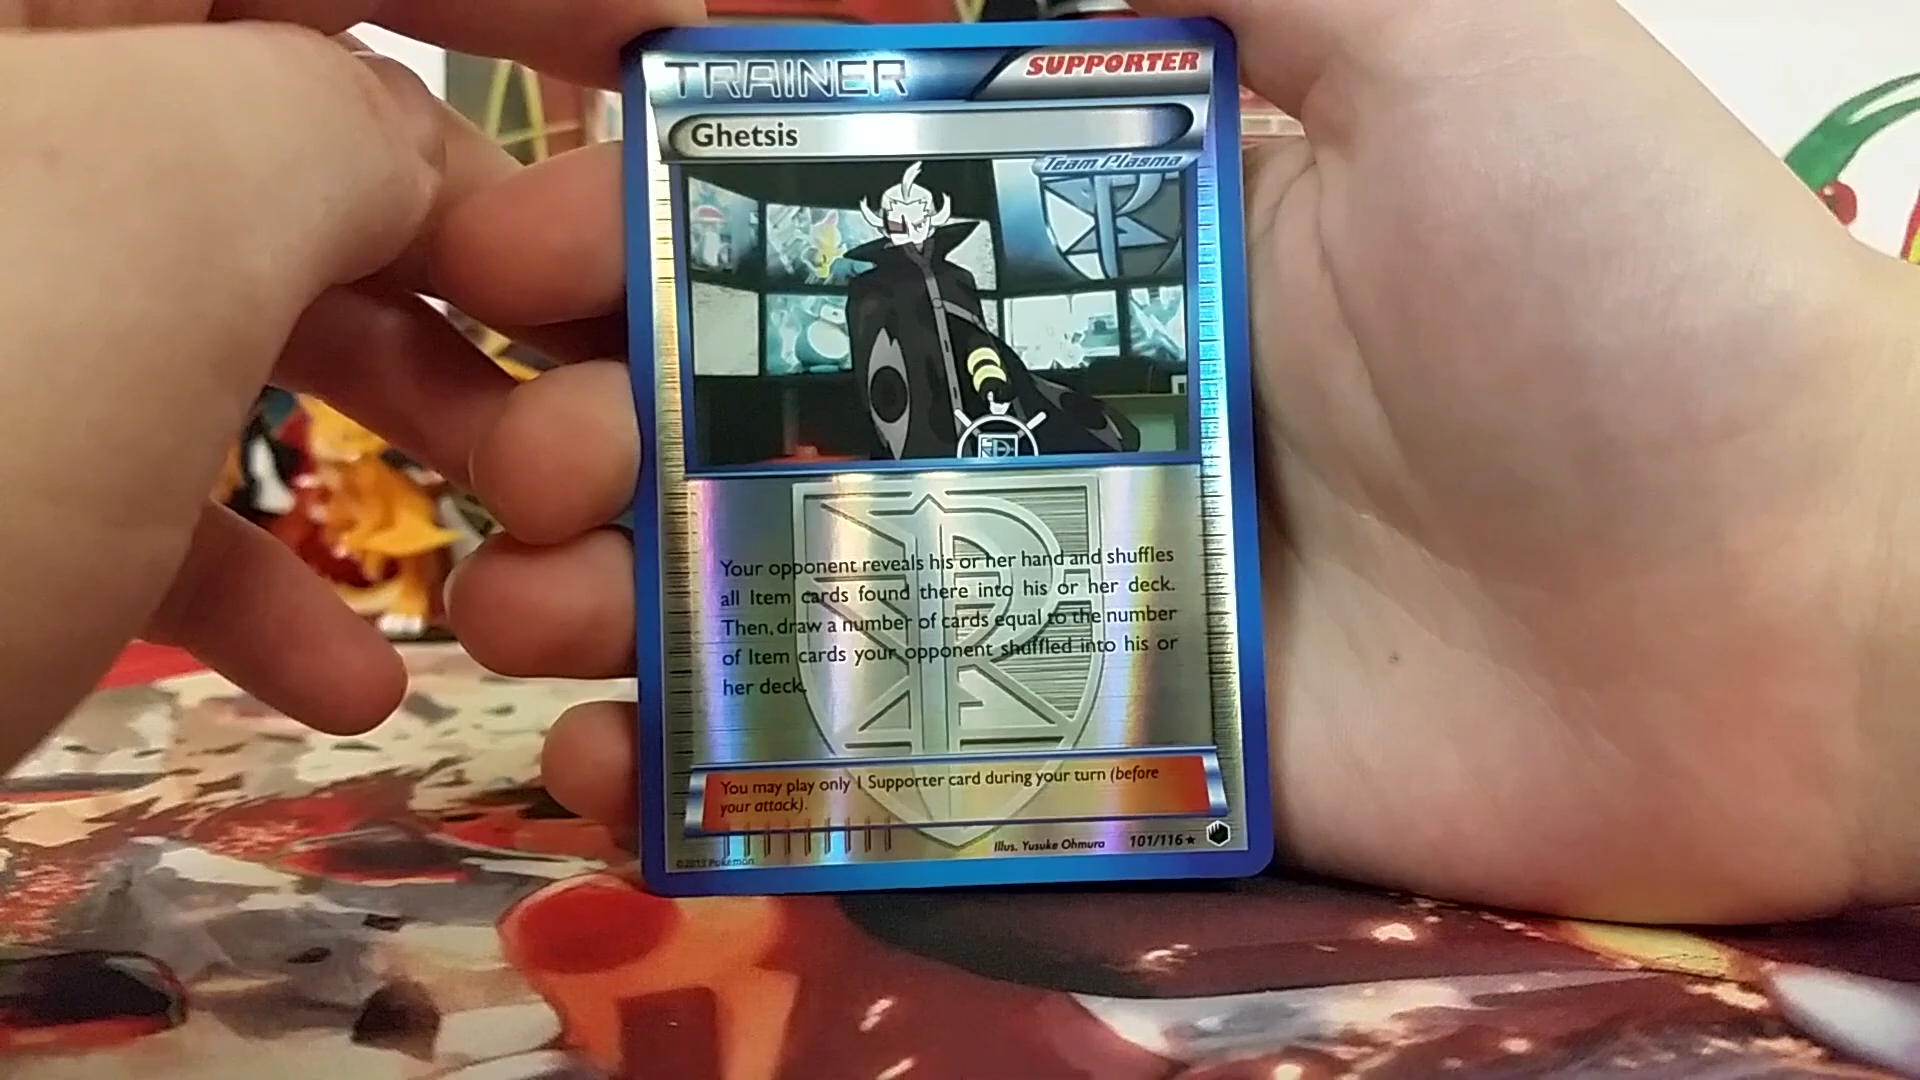 TRAINER
SUPPORTER
Ghetsis
Team Plasma
Your opponent reveals his or her hand and shuffles
all Item cards found there into his or her deck.
Then, draw a number of cards equal to the number
of Item cards your opponent shuffled into his or
her deck.
You may play only 1 Supporter card during your turn (before
your attack).
Illus. Yusuke Ohmura 101/116★
©2013 Pokémon